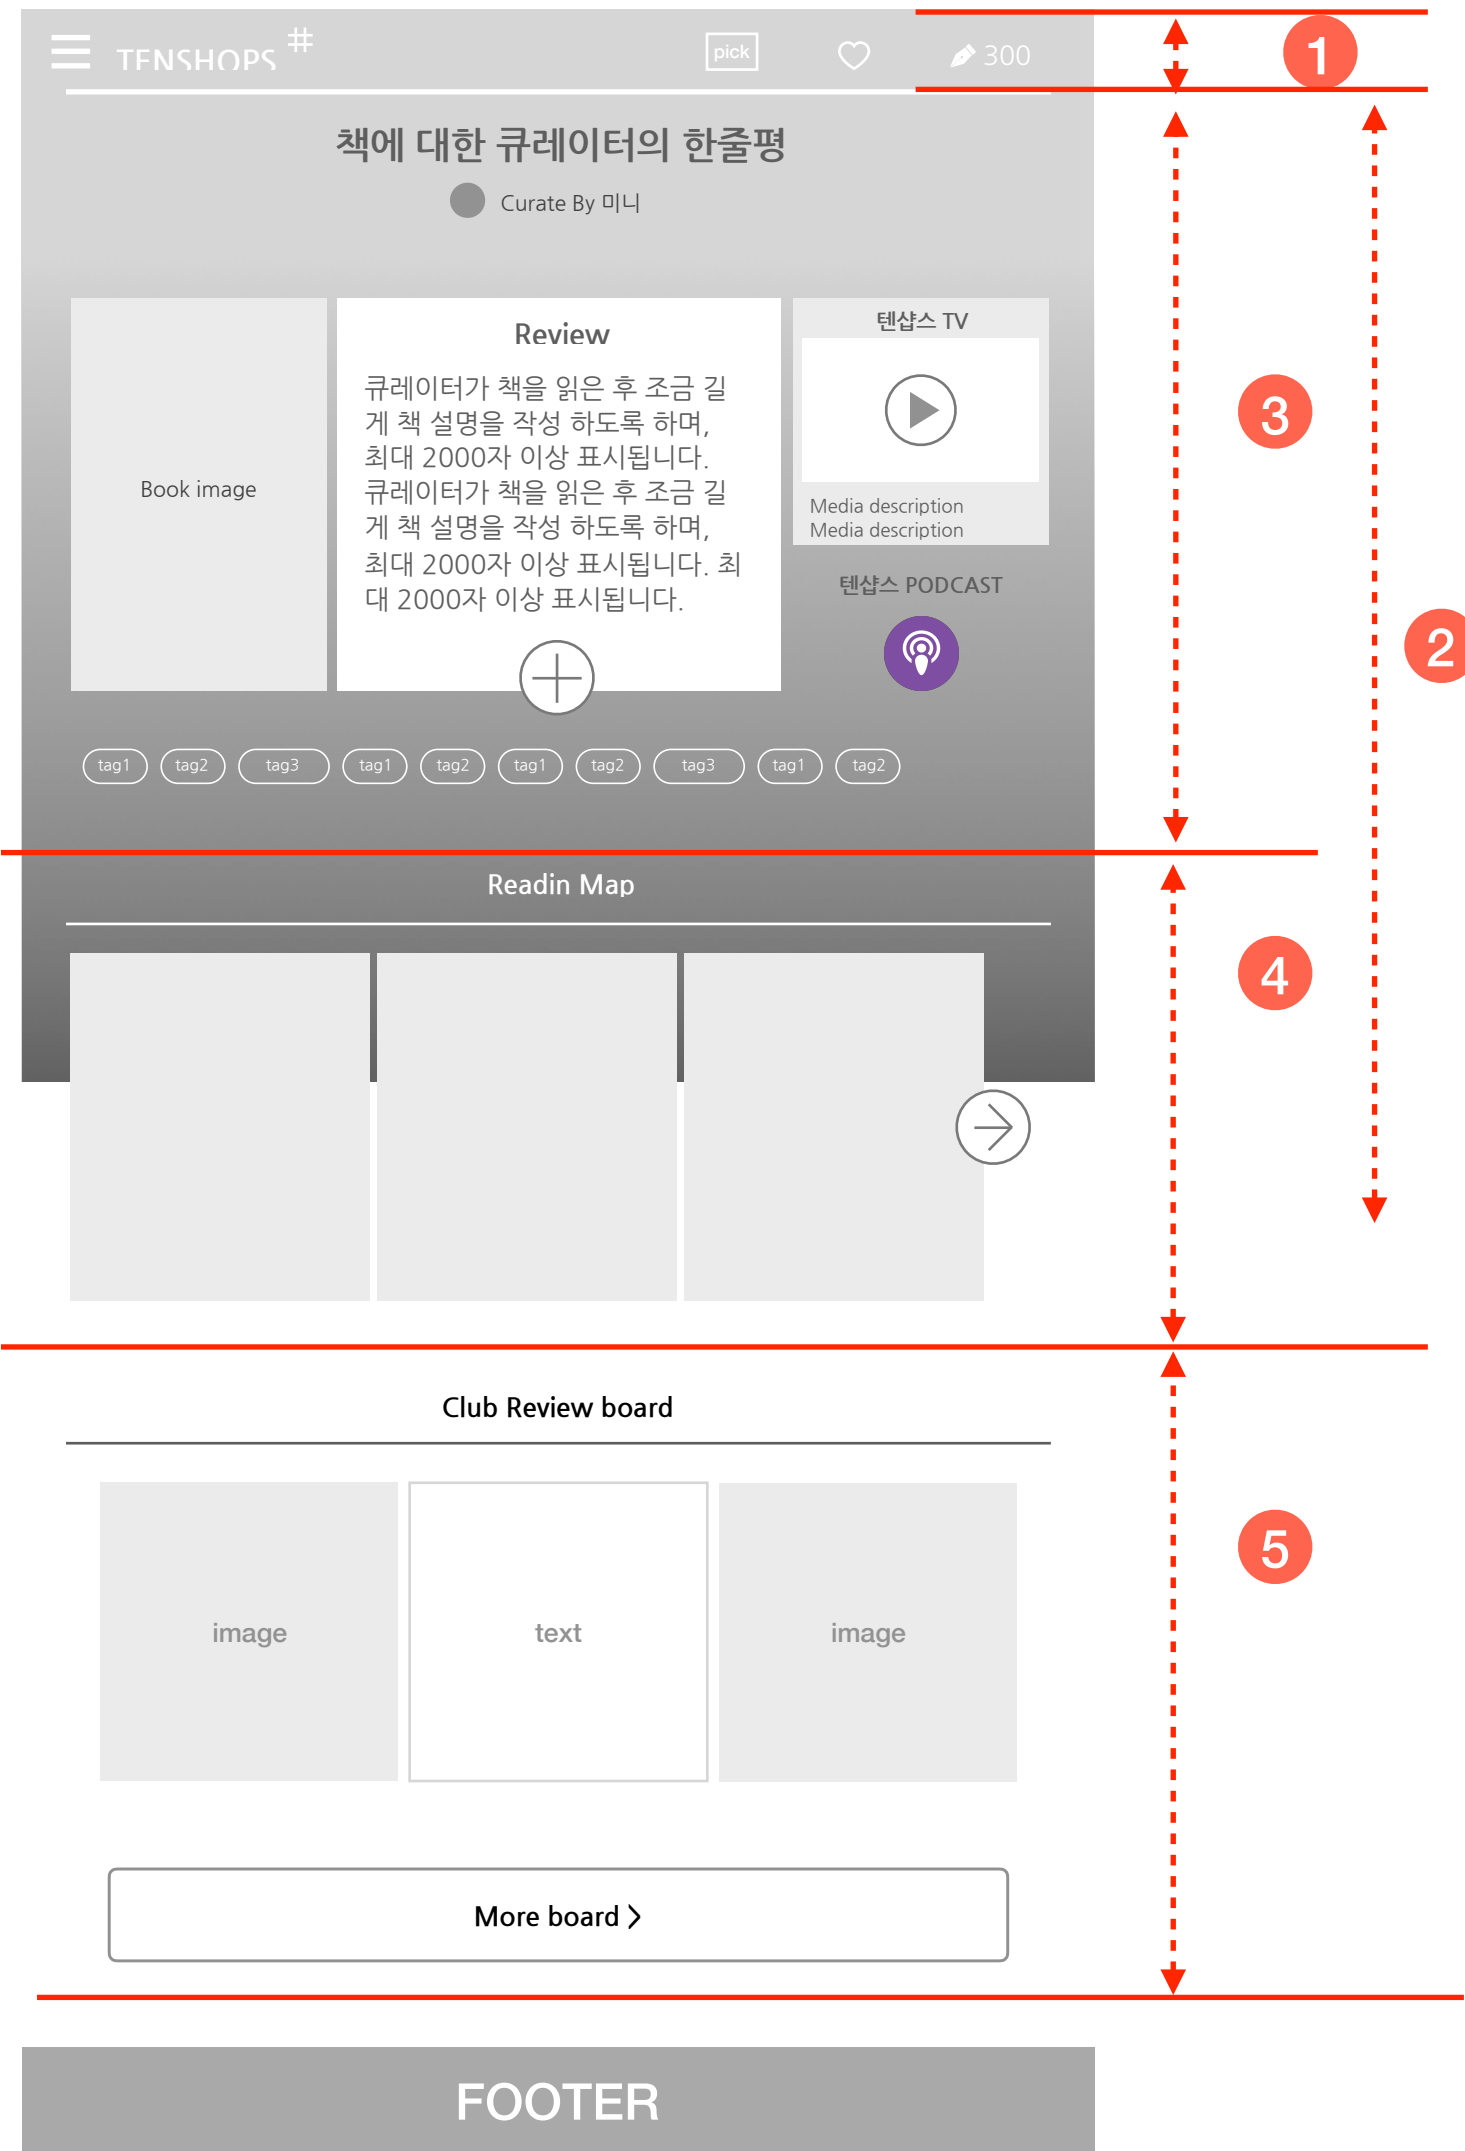 TENSHOPS #
pick
300
1
책에 대한 큐레이터의 한줄평
Curate By 미니
Book image
Review
큐레이터가 책을 읽은 후 조금 길
게 책 설명을 작성 하도록 하며,
최대 2000자 이상 표시됩니다.
큐레이터가 책을 읽은 후 조금 길
게 책 설명을 작성 하도록 하며,
최대 2000자 이상 표시됩니다. 최
대 2000자 이상 표시됩니다.
텐샵스 TV
Media description
Media description
텐샵스 PODCAST
3
2
tag1 tag2 tag3 tag1 tag2 tag1 tag2 tag3 tag1 tag2
Readin Map
4
Club Review board
image
text
image
5
More board >
FOOTER